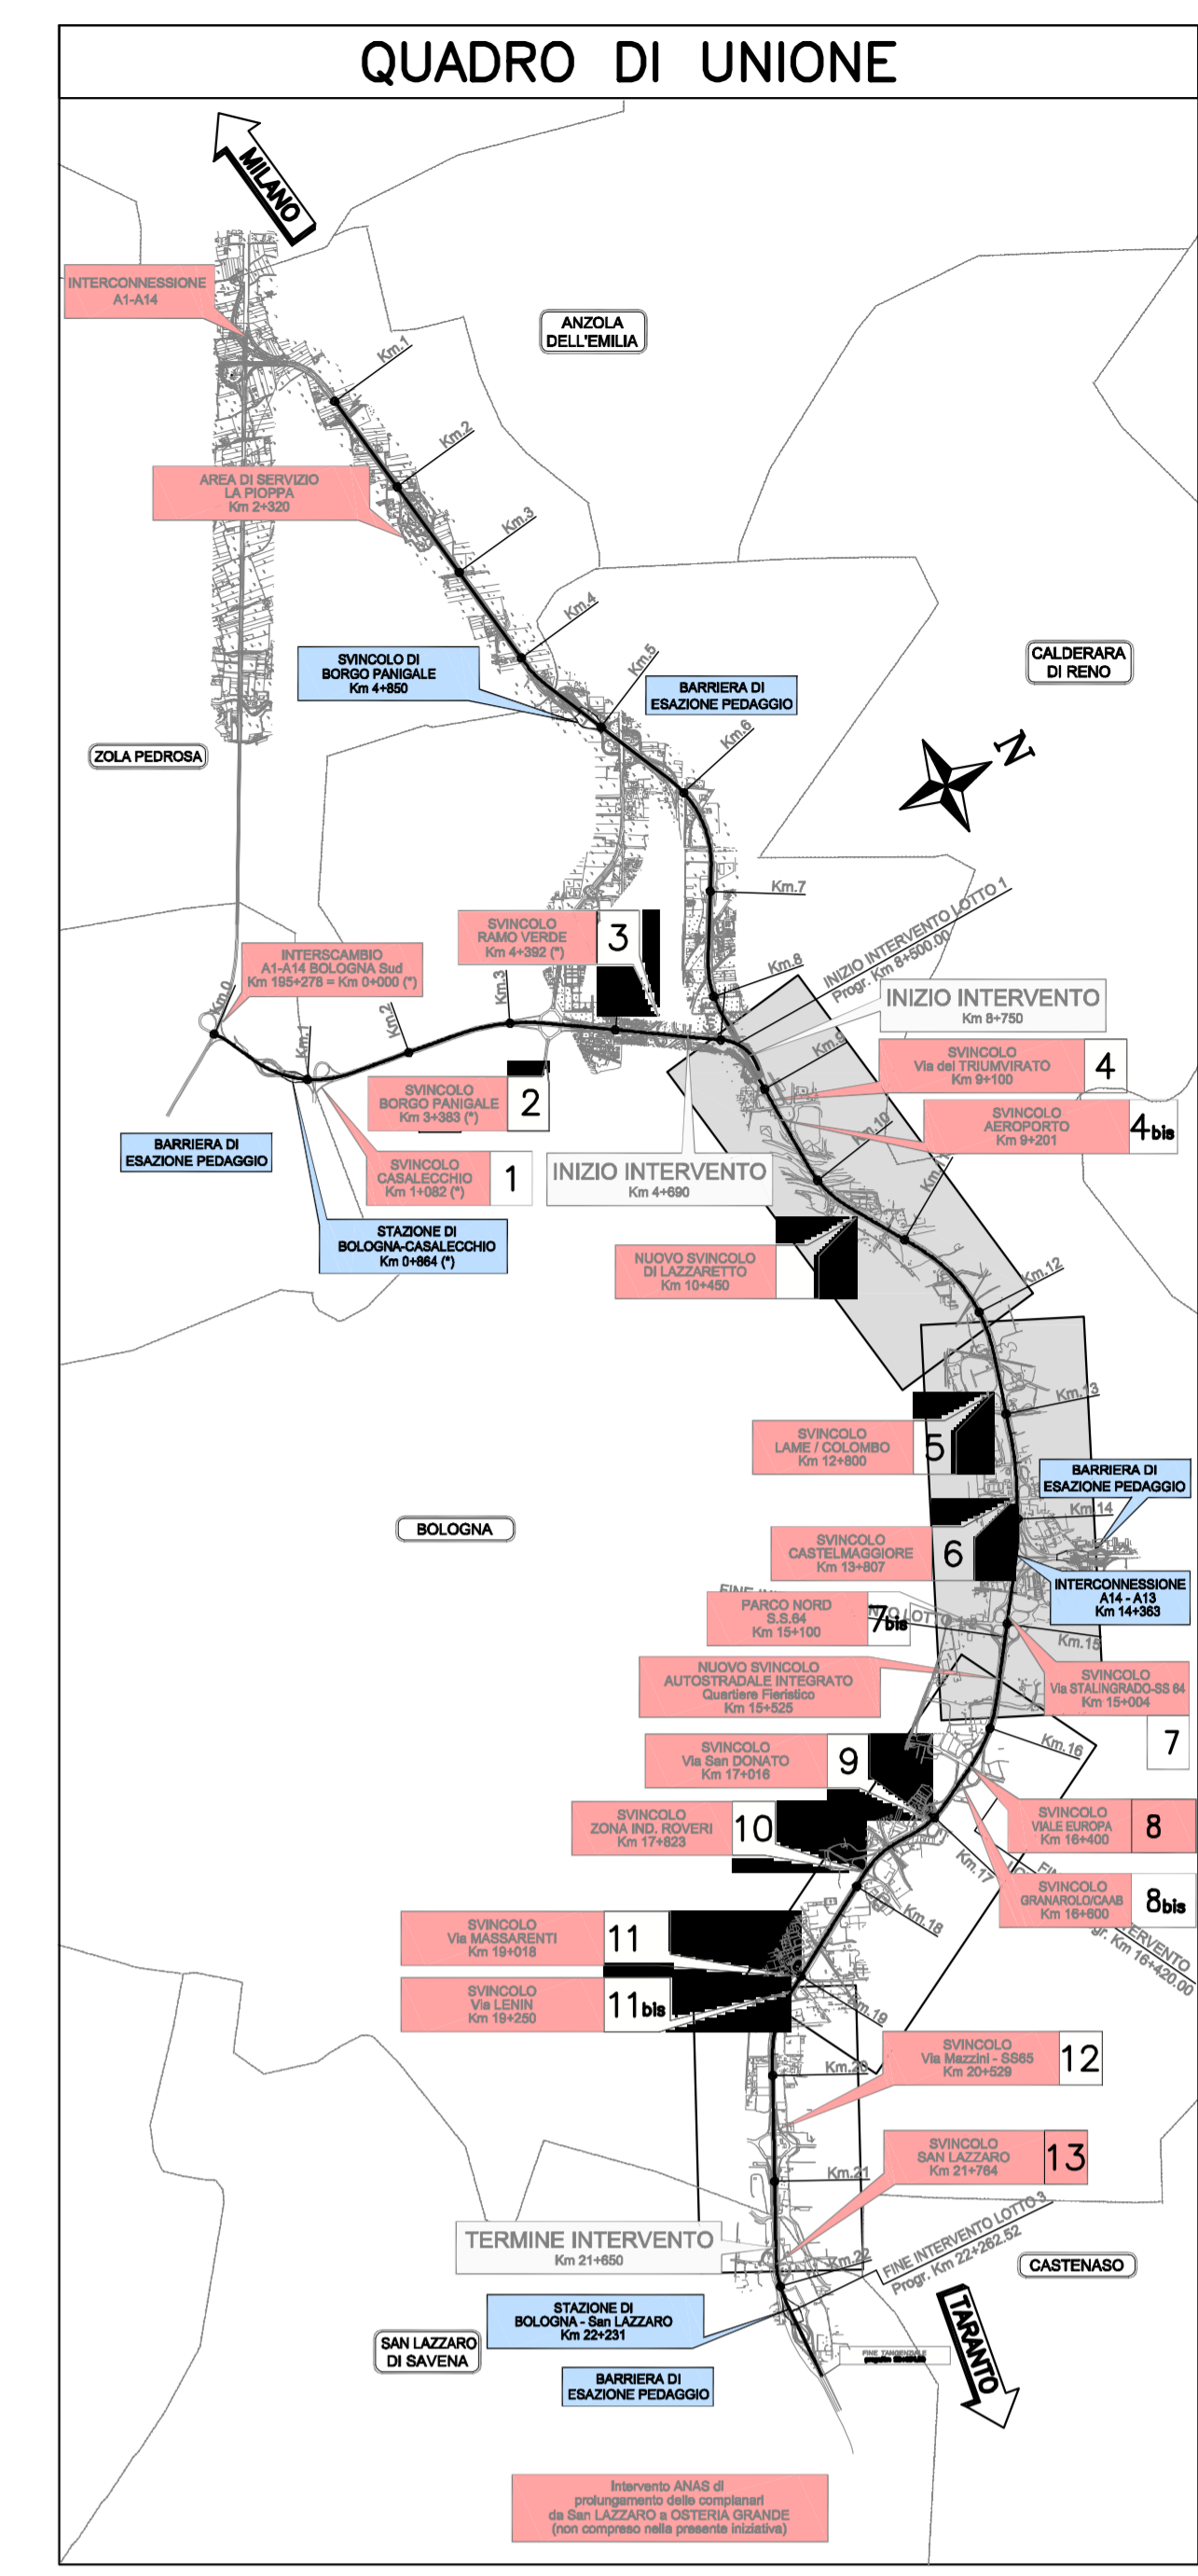 QUADRO DI UNIONE
MILANO
INTERCONNESSIONE
A1-A14
ANZOLA
DELL'EMILIA
Km.1
Km.2
AREA DI SERVIZIO
LA PIOPPA
Km 2+320
Km.3
Km.4
SVINCOLO DI
BORGO PANIGALE
Km 4+850
Km.5
CALDERARA
DI RENO
BARRIERA DI
ESAZIONE PEDAGGIO
Km.6
ZOLA PEDROSA
N
Km.7
SVINCOLO
RAMO VERDE
Km 4+392 (*)
3
INIZIO INTERVENTO LOTTO 1
Progr. Km 8+500.00
INTERSCAMBIO
A1-A14 BOLOGNA Sud
Km 195+278 = Km 0+000 (*)
Km.8
Km.0
Km.1
Km.2
Km.3
INIZIO INTERVENTO
Km 8+750
Km.9
SVINCOLO
Via del TRIUMVIRATO
Km 9+100
4
SVINCOLO
BORGO PANIGALE
Km 3+383 (*)
2
SVINCOLO
AEROPORTO
Km 9+201
4bis
Km.10
BARRIERA DI
ESAZIONE PEDAGGIO
SVINCOLO
CASALECCHIO
Km 1+082 (*)
1
INIZIO INTERVENTO
Km 4+690
STAZIONE DI
BOLOGNA-CASALECCHIO
Km 0+864 (*)
NUOVO SVINCOLO
DI LAZZARETTO
Km 10+450
Km.12
Km.13
SVINCOLO
LAME / COLOMBO
Km 12+800
5
BARRIERA DI
ESAZIONE PEDAGGIO
Km.14
BOLOGNA
SVINCOLO
CASTELMAGGIORE
Km 13+807
6
INTERCONNESSIONE
A14 - A13
Km 14+363
PARCO NORD
S.S.64
Km 15+100
7bis
Km.15
NUOVO SVINCOLO
AUTOSTRADALE INTEGRATO
Quartiere Fieristico
Km 15+525
SVINCOLO
Via STALINGRADO-SS 64
Km 15+004
7
Km.16
SVINCOLO
Via San DONATO
Km 17+016
9
SVINCOLO
ZONA IND. ROVERI
Km 17+823
10
SVINCOLO
VIALE EUROPA
Km 16+400
8
Km.17
SVINCOLO
GRANAROLO/CAAB
Km 16+600
8bis
Km.18
SVINCOLO
Via MASSARENTI
Km 19+018
11
SVINCOLO
Via LENIN
Km 19+250
11bis
Km.19
SVINCOLO
Via Mazzini - SS65
Km 20+529
12
Km.20
SVINCOLO
SAN LAZZARO
Km 21+764
13
Km.21
TERMINE INTERVENTO
Km 21+650
Km.22
FINE INTERVENTO LOTTO 3
Progr. Km 22+262.52
CASTENASO
STAZIONE DI
BOLOGNA - San LAZZARO
Km 22+231
SAN LAZZARO
DI SAVENA
FINE TANGENZIALE
TARANTO
BARRIERA DI
ESAZIONE PEDAGGIO
Intervento ANAS di
prolungamento delle complanari
da San LAZZARO a OSTERIA GRANDE
(non compreso nella presente iniziativa)